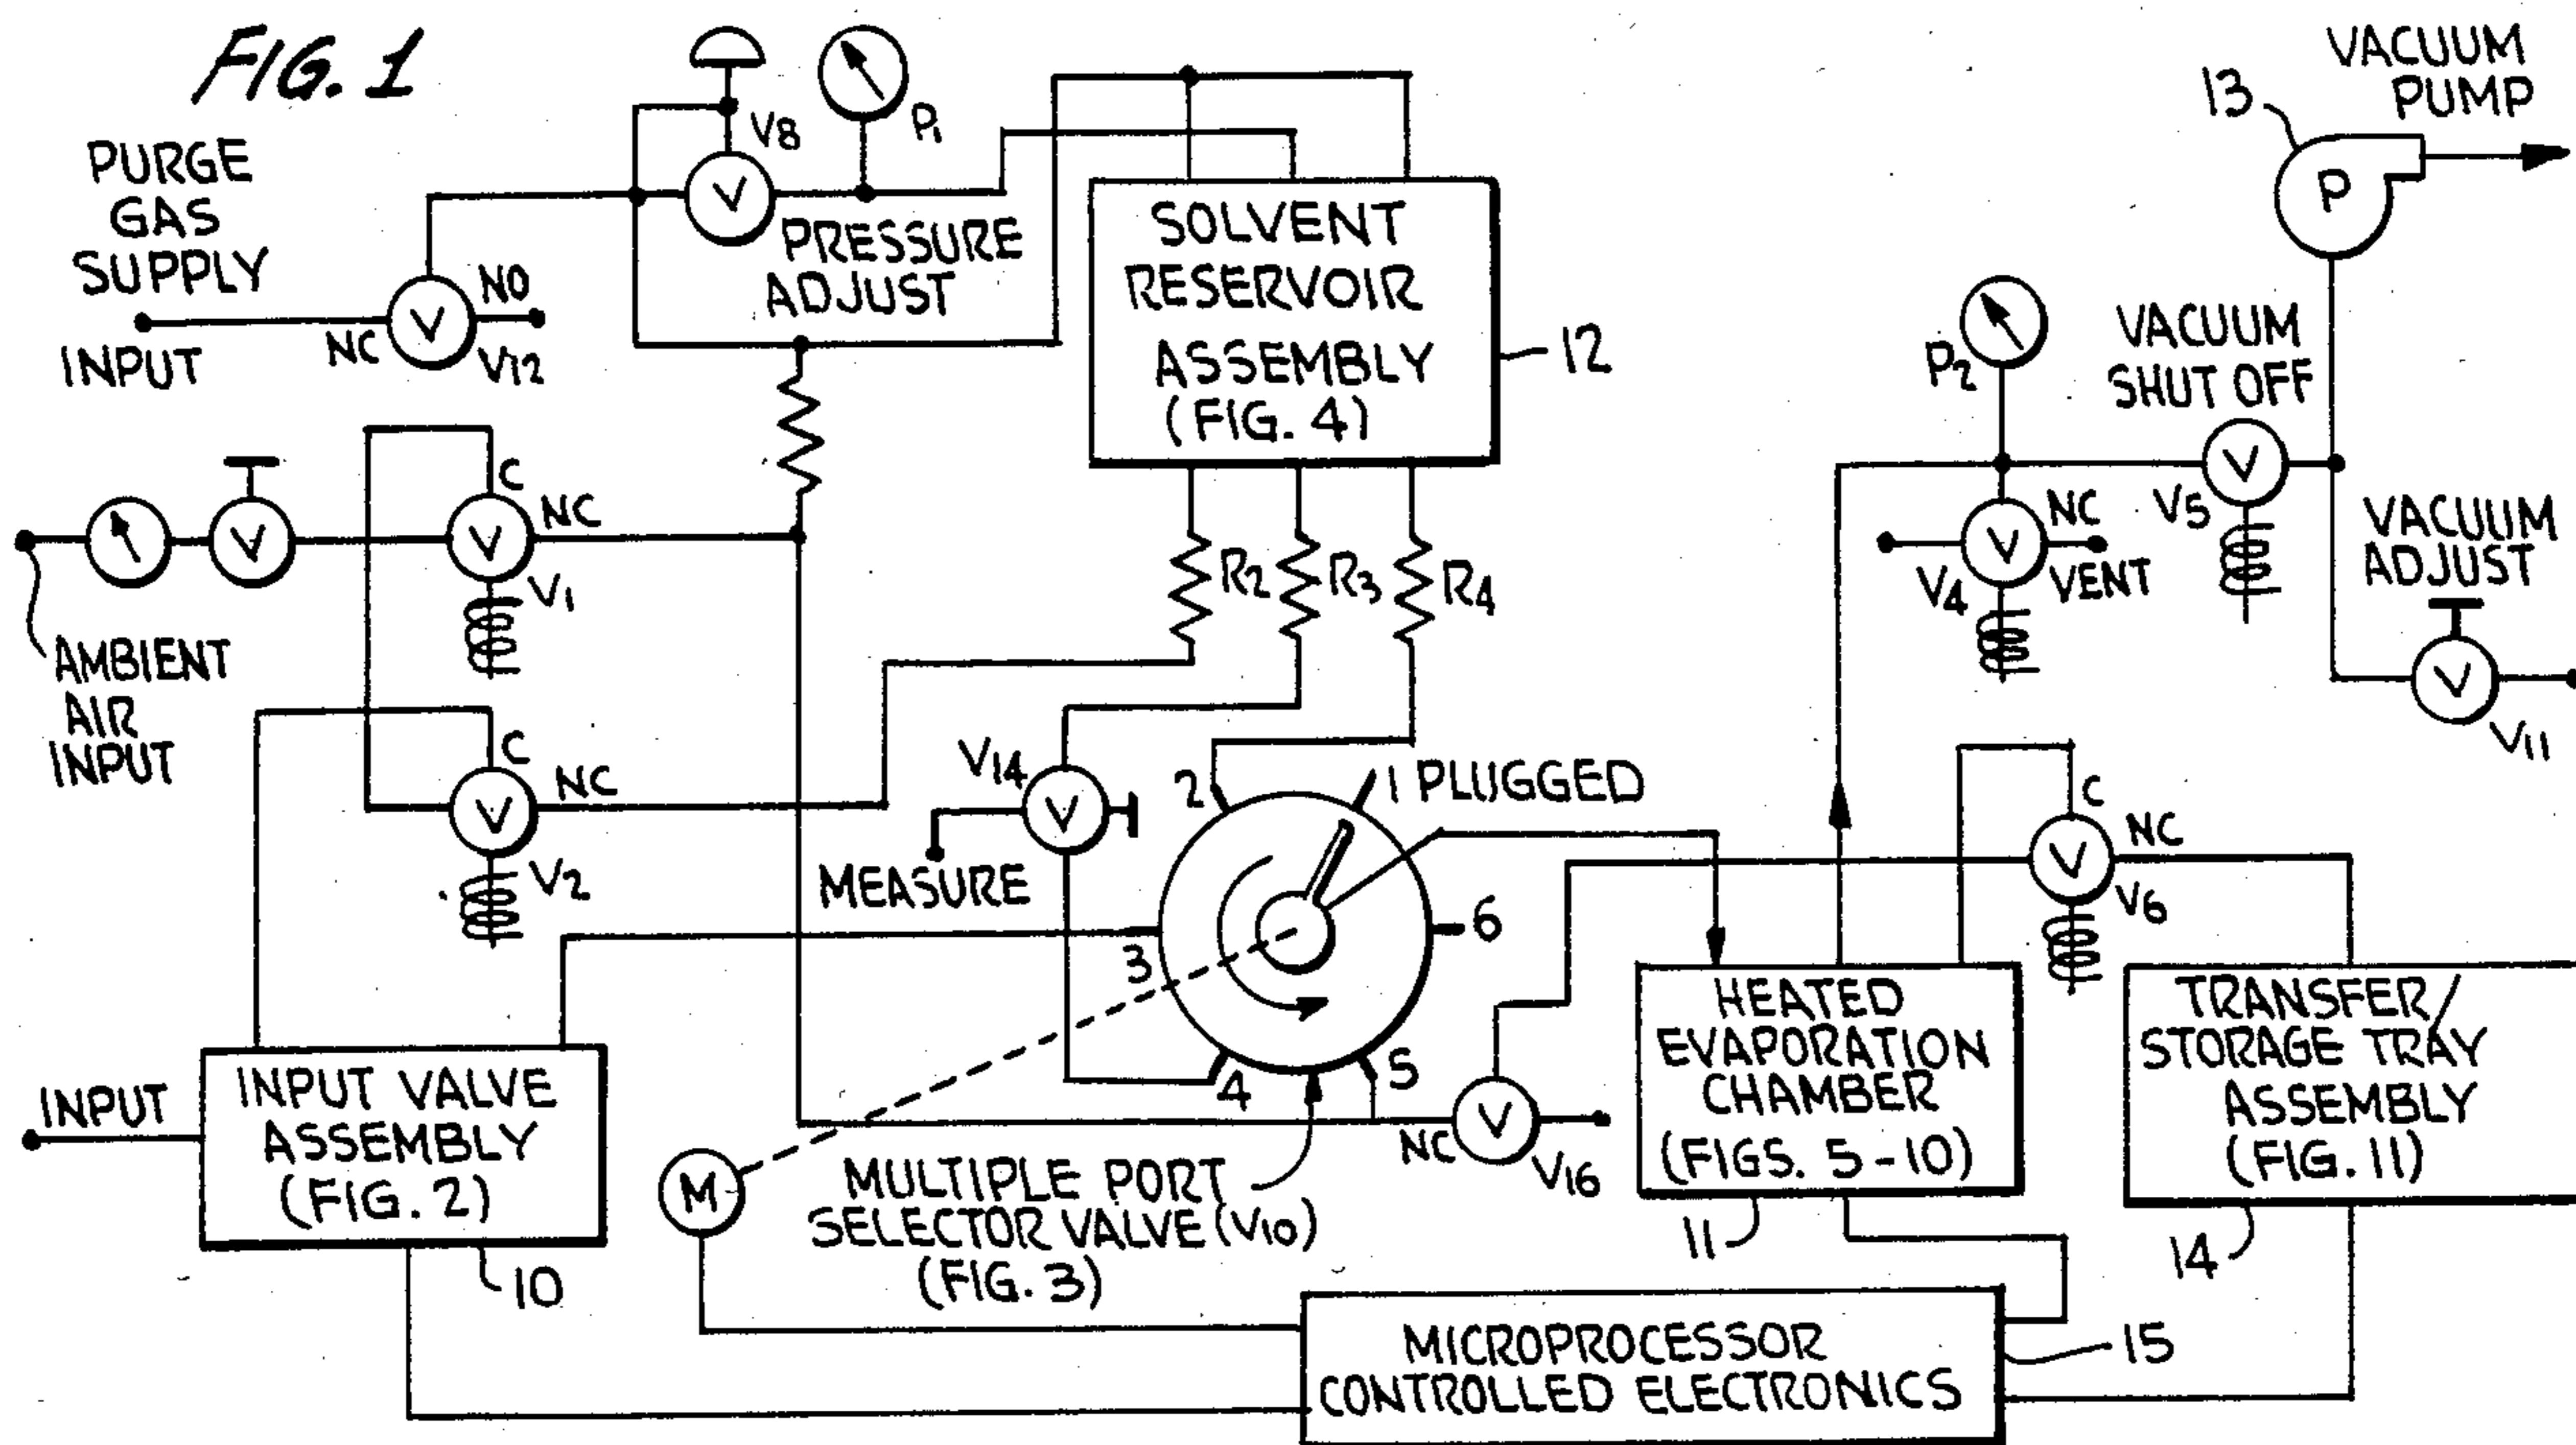 FIG. 1
PURGE
GAS
SUPPLY
INPUT
NC
V
NO
V12
V8
V
P1
PRESSURE
ADJUST
SOLVENT
RESERVOIR
ASSEMBLY
(FIG. 4)
12
VACUUM
PUMP
13
P
P2
VACUUM
SHUT OFF
V
V5
V
NC
V4
VENT
VACUUM
ADJUST
V
V11
V
C
V
NC
V1
AMBIENT
AIR
INPUT
R2
R3
R4
C
V
NC
V2
V14
V
MEASURE
1 PLUGGED
2
3
4
5
6
C
NC
V
V6
NC
V
V16
INPUT
INPUT VALVE
ASSEMBLY
(FIG. 2)
10
M
MULTIPLE PORT
SELECTOR VALVE (V10)
(FIG. 3)
HEATED
EVAPORATION
CHAMBER
(FIGS. 5-10)
11
TRANSFER/
STORAGE TRAY
ASSEMBLY
(FIG. 11)
14
MICROPROCESSOR
CONTROLLED ELECTRONICS
15